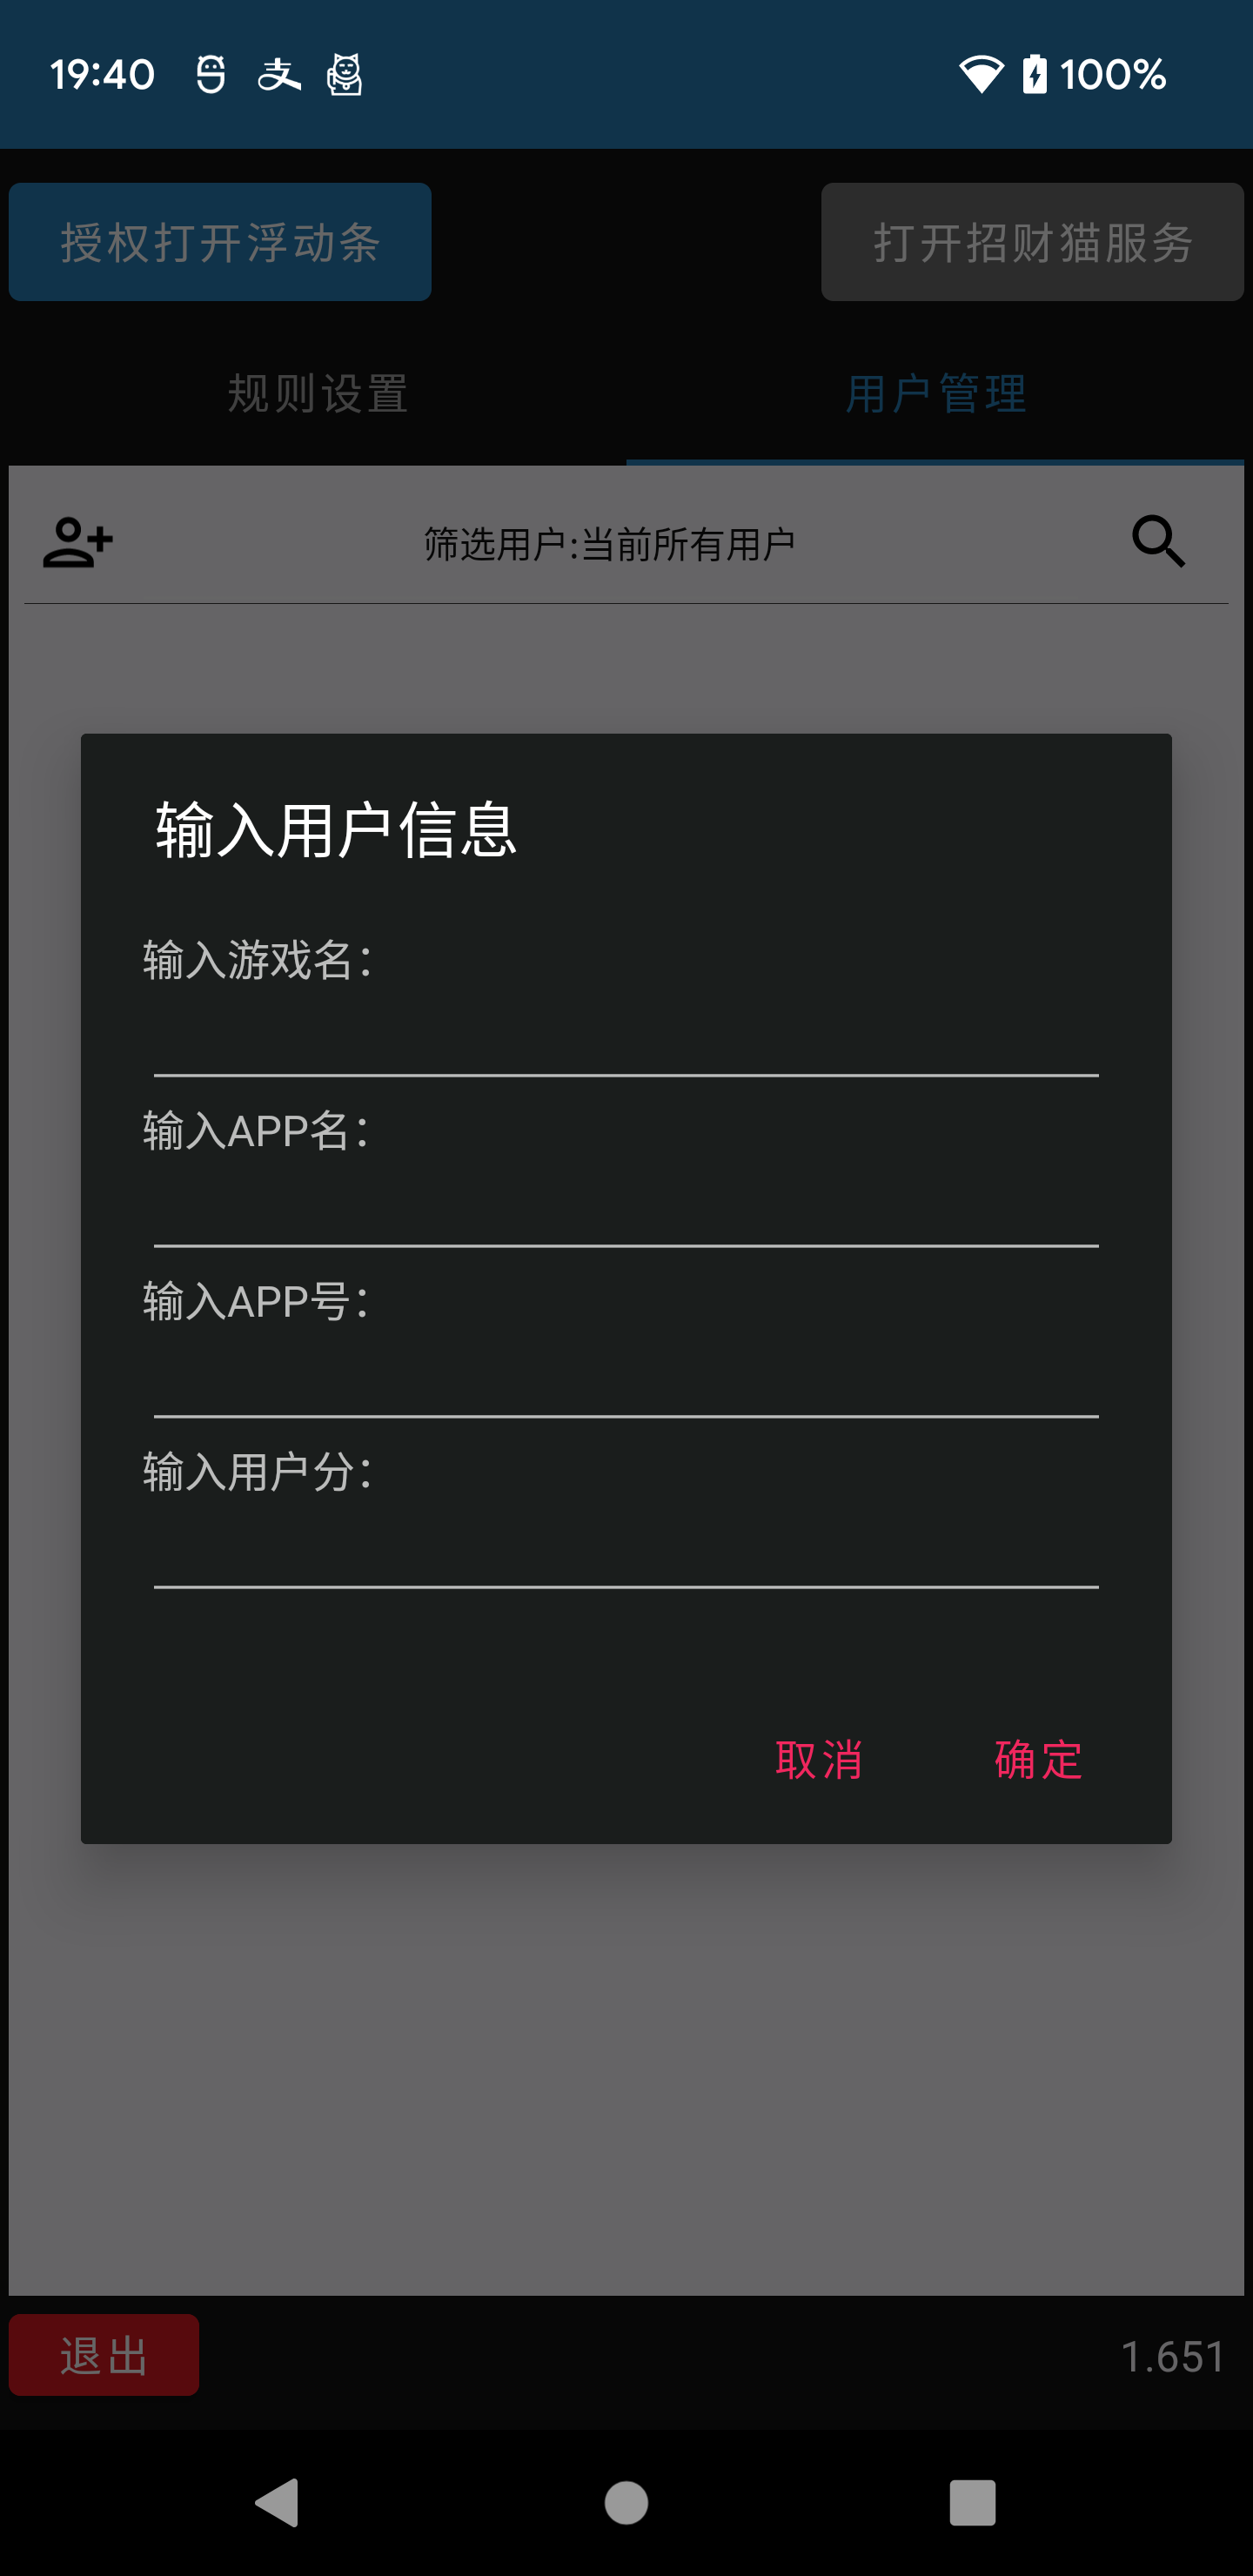 19:40 100%
授权打开浮动条 打开招财猫服务
规则设置 用户管理
筛选用户:当前所有用户
输入用户信息
输入游戏名：
输入APP名：
输入APP号：
输入用户分：
取消 确定
退出 1.651